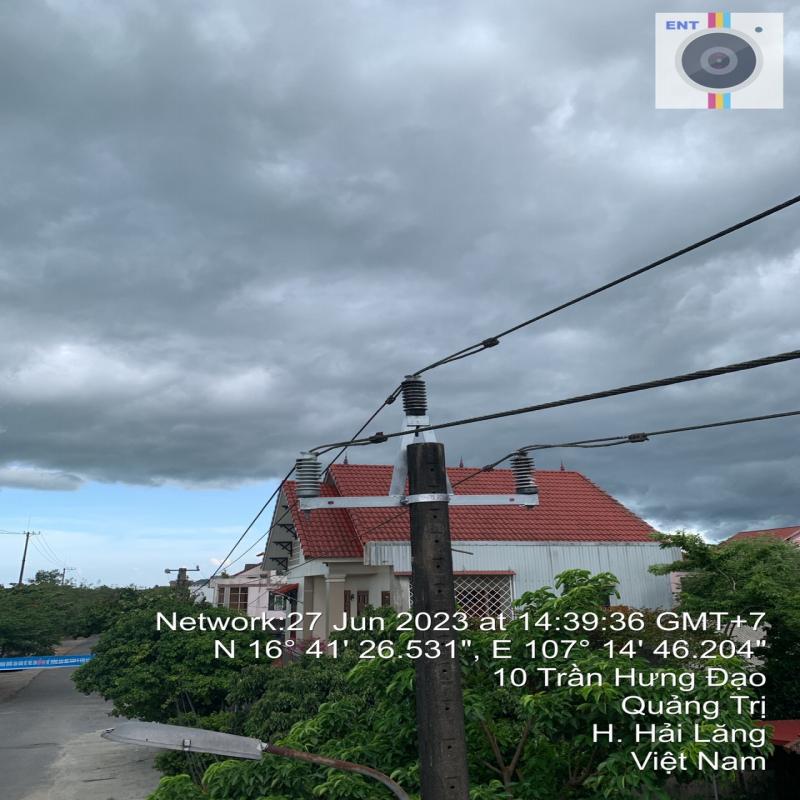 ENT
Network:27 Jun 2023 at 14:39:36 GMT+7
N 16° 41' 26.531", E 107° 14' 46.204"
10 Trần Hưng Đạo
Quảng Trị
H. Hải Lăng
Việt Nam